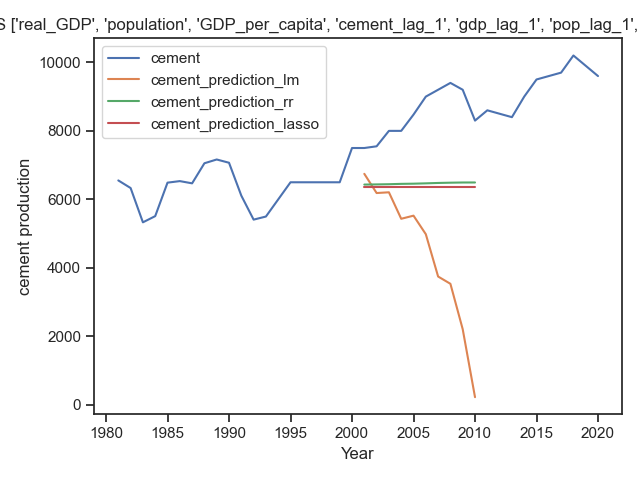 S ['real_GDP', 'population', 'GDP_per_capita', 'cement_lag_1', 'gdp_lag_1', 'pop_lag_1',
cement
cement_prediction_lm
cement_prediction_rr
cement_prediction_lasso
10000
8000
6000
4000
2000
0
cement production
1980 1985 1990 1995 2000 2005 2010 2015 2020
Year